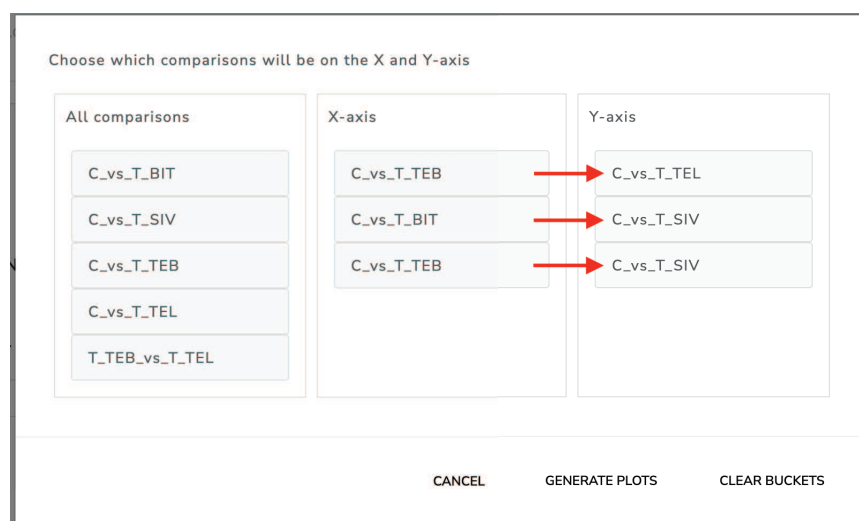 Choose which comparisons will be on the X and Y-axis
All comparisons
C_vs_T_BIT
C_vs_T_SIV
C_vs_T_TEB
C_vs_T_TEL
T_TEB_vs_T_TEL
X-axis
C_vs_T_TEB
C_vs_T_BIT
C_vs_T_TEB
Y-axis
C_vs_T_TEL
C_vs_T_SIV
C_vs_T_SIV
CANCEL GENERATE PLOTS CLEAR BUCKETS